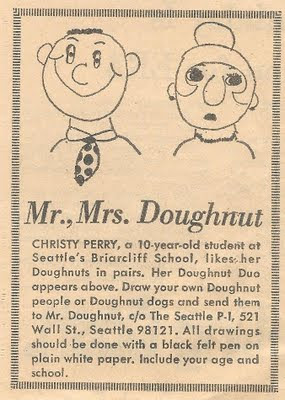 Mr., Mrs. Doughnut
CHRISTY PERRY, a 10-year-old student at
Seattle's Briarcliff School, likes her
Doughnuts in pairs. Her Doughnut Duo
appears above. Draw your own Doughnut
people or Doughnut dogs and send them
to Mr. Doughnut, c/o The Seattle P-I, 521
Wall St., Seattle 98121. All drawings
should be done with a black felt pen on
plain white paper. Include your age and
school.